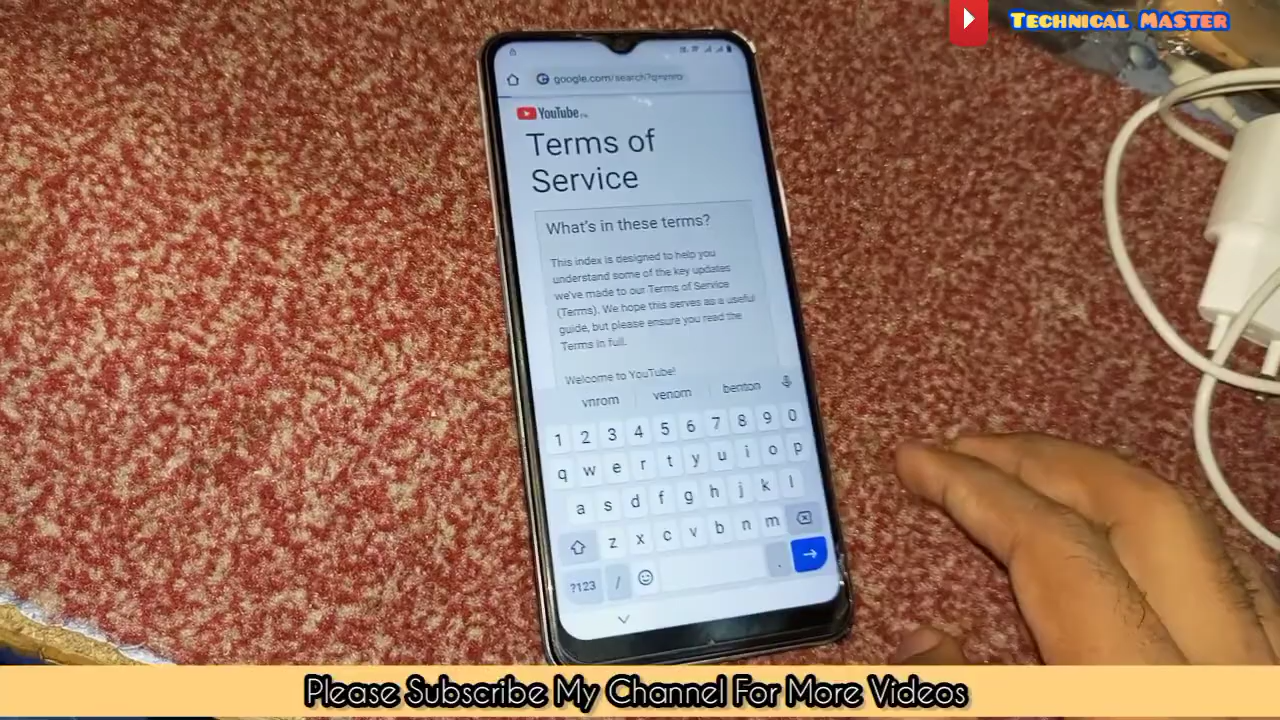 Technical Master
google.com/search?q=vnro
YouTube
Terms of
Service
What's in these terms?
This index is designed to help you
understand some of the key updates
we've made to our Terms of Service
(Terms). We hope this serves as a useful
guide, but please ensure you read the
Terms in full.
Welcome to YouTube!
vnrom venom benton
1 2 3 4 5 6 7 8 9 0
q w e r t y u i o p
a s d f g h j k l
z x c v b n m
?123 / .
Please Subscribe My Channel For More Videos